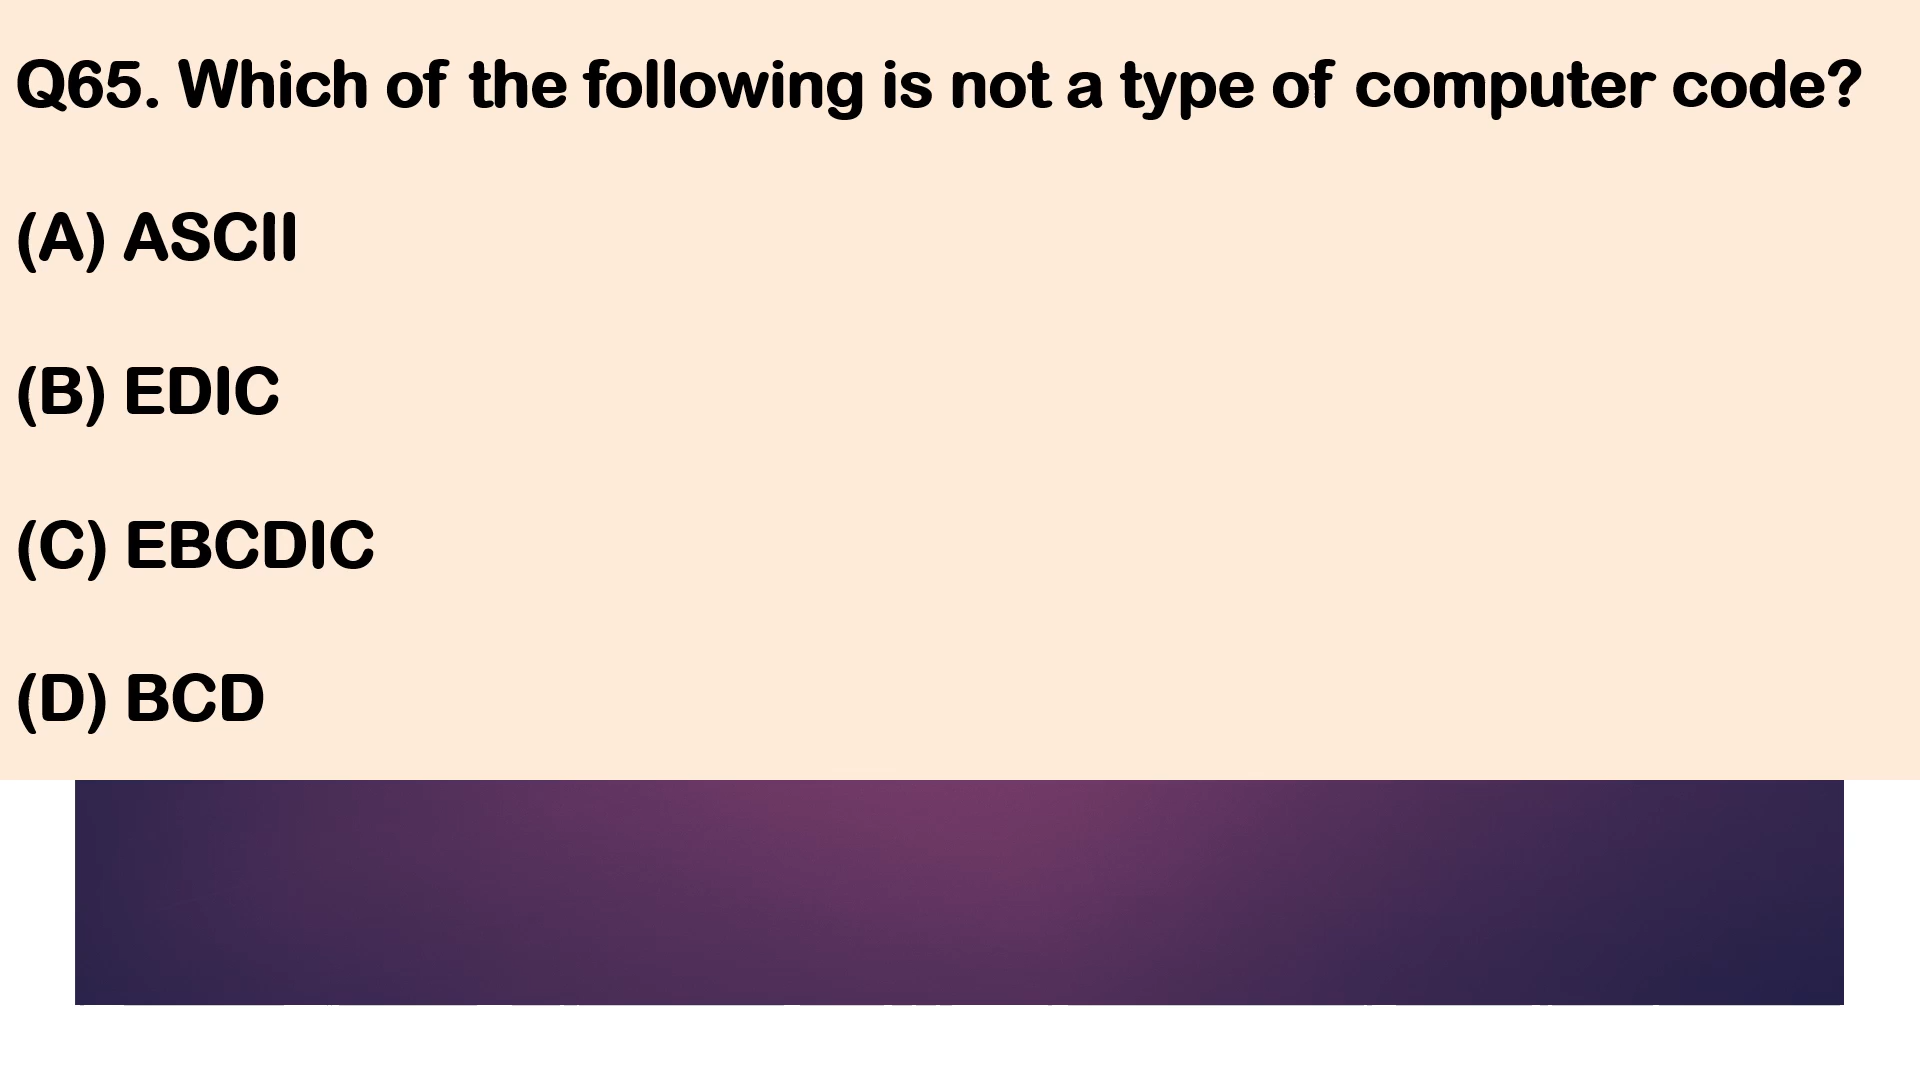 Q65. Which of the following is not a type of computer code?
(A) ASCII
(B) EDIC
(C) EBCDIC
(D) BCD